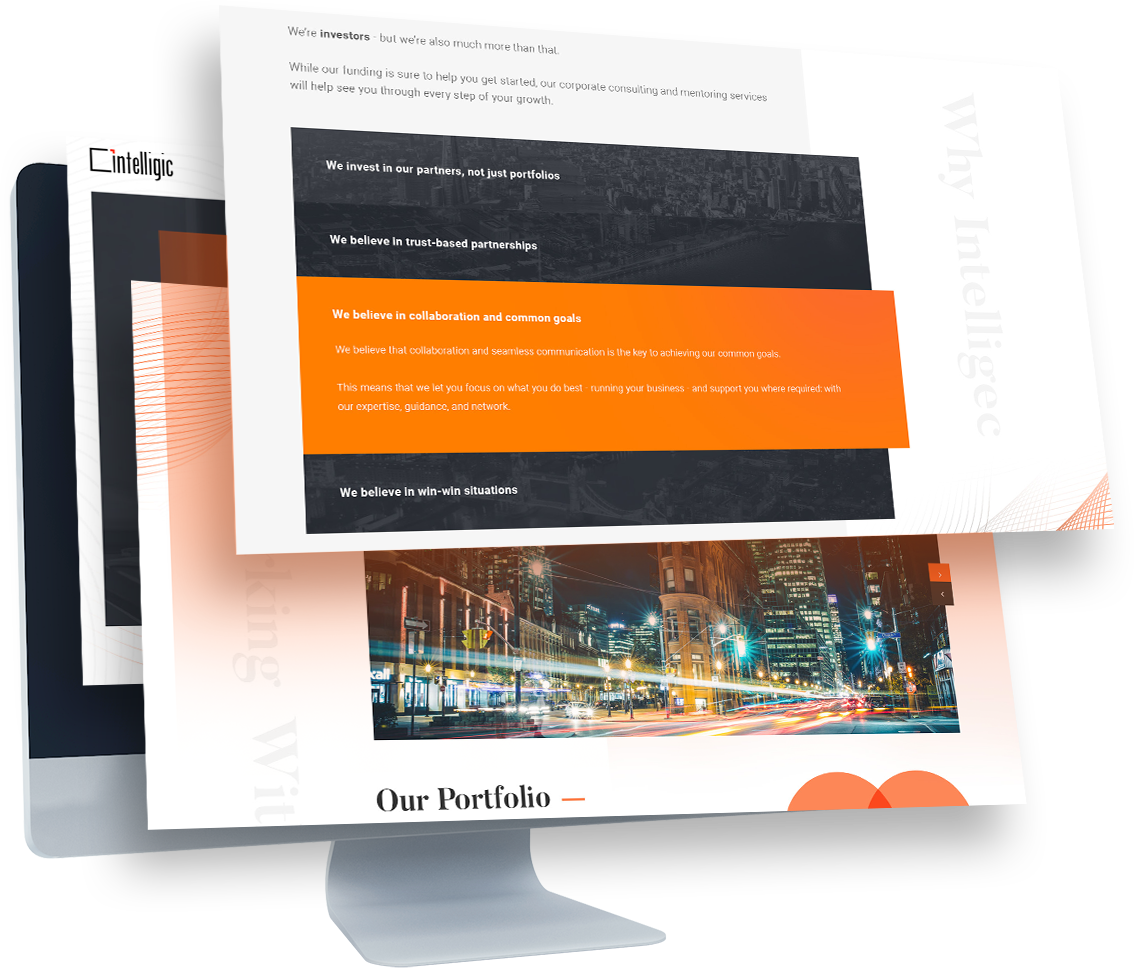 We're investors - but we're also much more than that.
While our funding is sure to help you get started, our corporate consulting and mentoring services
will help see you through every step of your growth.
We invest in our partners, not just portfolios
We believe in trust-based partnerships
We believe in collaboration and common goals
We believe that collaboration and seamless communication is the key to achieving our common goals.
This means that we let you focus on what you do best - running your business - and support you where required: with
our expertise, guidance, and network.
We believe in win-win situations
Why Intelligec
intelligic
king Wit
Our Portfolio